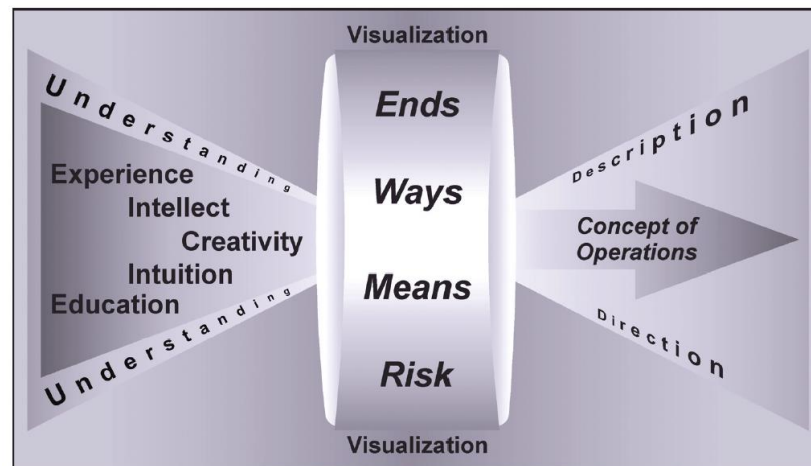 Visualization
Understanding
Experience
Intellect
Creativity
Intuition
Education
Understanding
Ends
Ways
Means
Risk
Description
Concept of
Operations
Direction
Visualization